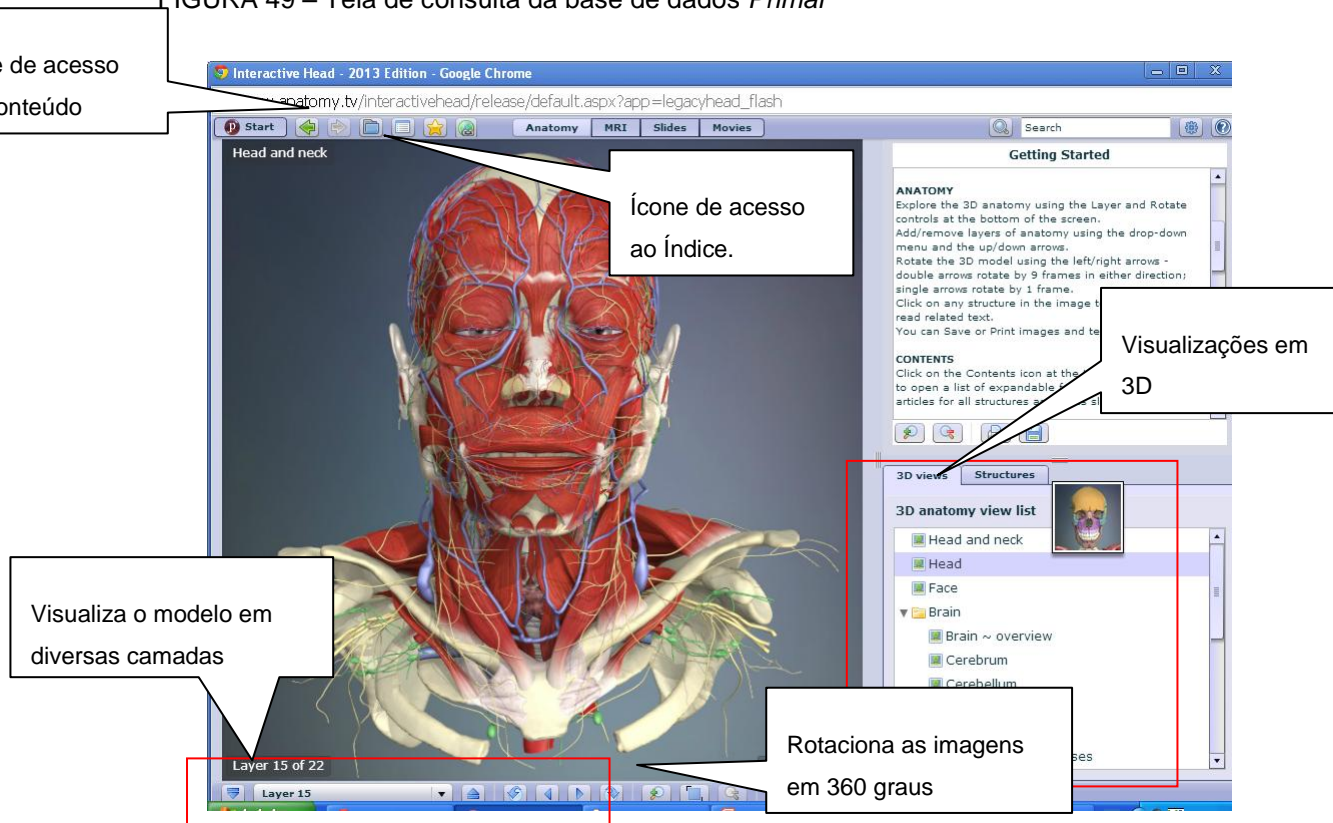 FIGURA 49 – Tela de consulta da base de dados Primal
de acesso
conteúdo
Interactive Head - 2013 Edition - Google Chrome
anatomy.tv/interactivehead/release/default.aspx?app=legacyhead_flash
Start
Anatomy MRI Slides Movies
Search
Head and neck
Ícone de acesso
ao Índice.
Getting Started
ANATOMY
Explore the 3D anatomy using the Layer and Rotate
controls at the bottom of the screen.
Add/remove layers of anatomy using the drop-down
menu and the up/down arrows.
Rotate the 3D model using the left/right arrows -
double arrows rotate by 9 frames in either direction;
single arrows rotate by 1 frame.
Click on any structure in the image
read related text.
You can Save or Print images and
CONTENTS
Click on the Contents icon at the
to open a list of expandable
articles for all structures
Visualizações em
3D
3D views Structures
3D anatomy view list
Head and neck
Head
Face
Brain
Brain ~ overview
Cerebrum
Cerebellum
Visualiza o modelo em
diversas camadas
Rotaciona as imagens
em 360 graus
Layer 15 of 22
Layer 15